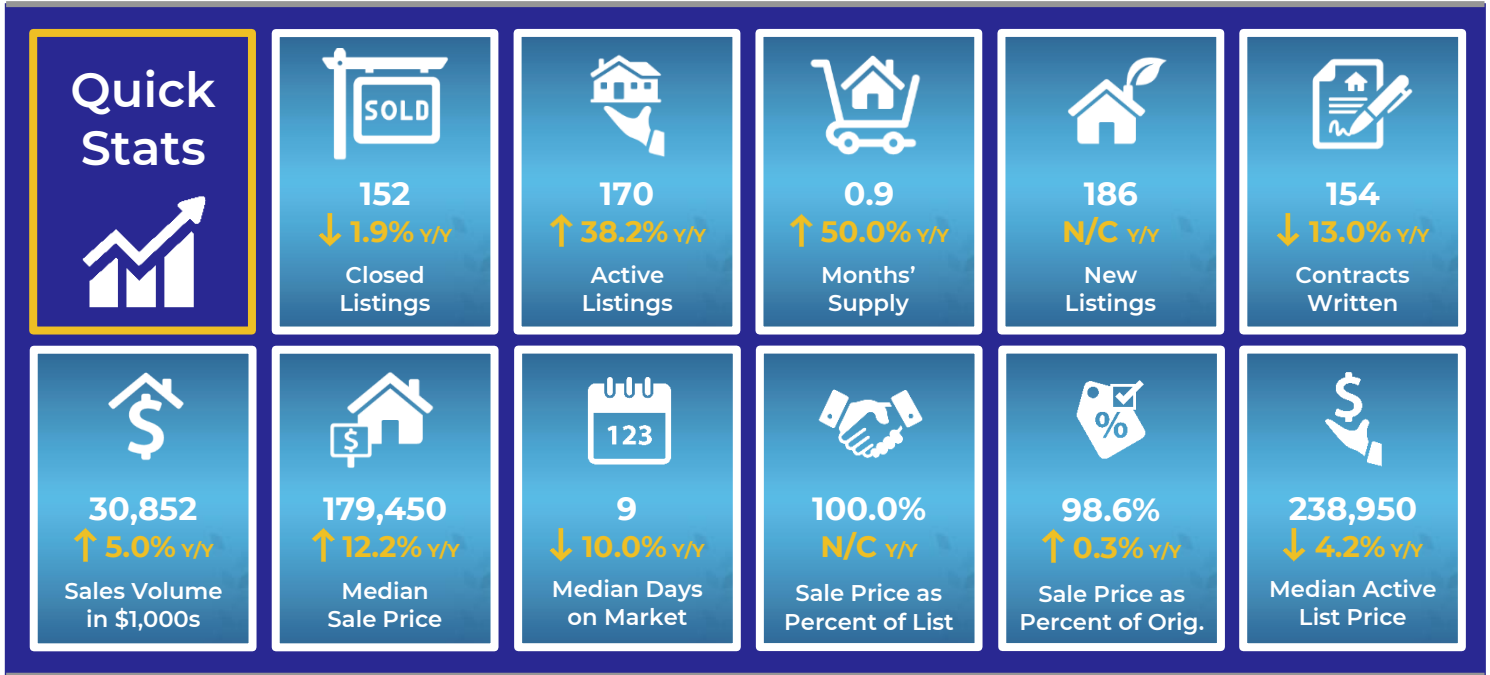 Quick
Stats
SOLD
152
↓ 1.9% Y/Y
Closed
Listings
170
↑ 38.2% Y/Y
Active
Listings
0.9
↑ 50.0% Y/Y
Months’
Supply
186
N/C Y/Y
New
Listings
154
↓ 13.0% Y/Y
Contracts
Written
$
30,852
↑ 5.0% Y/Y
Sales Volume
in $1,000s
$
179,450
↑ 12.2% Y/Y
Median
Sale Price
123
9
↓ 10.0% Y/Y
Median Days
on Market
100.0%
N/C Y/Y
Sale Price as
Percent of List
%
98.6%
↑ 0.3% Y/Y
Sale Price as
Percent of Orig.
$
238,950
↓ 4.2% Y/Y
Median Active
List Price